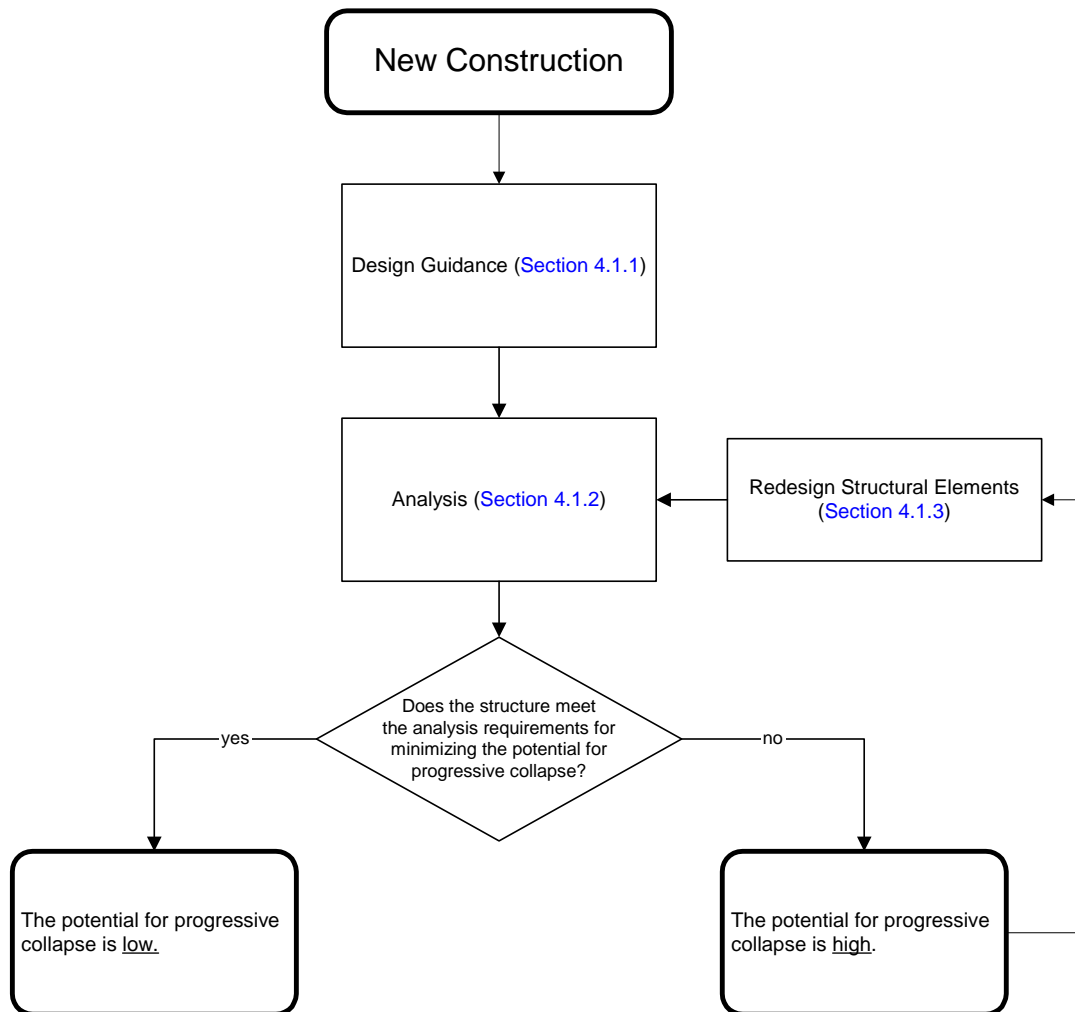 New Construction
Design Guidance (Section 4.1.1)
Analysis (Section 4.1.2)
Redesign Structural Elements
(Section 4.1.3)
Does the structure meet
the analysis requirements for
minimizing the potential for
progressive collapse?
yes
no
The potential for progressive
collapse is low.
The potential for progressive
collapse is high.